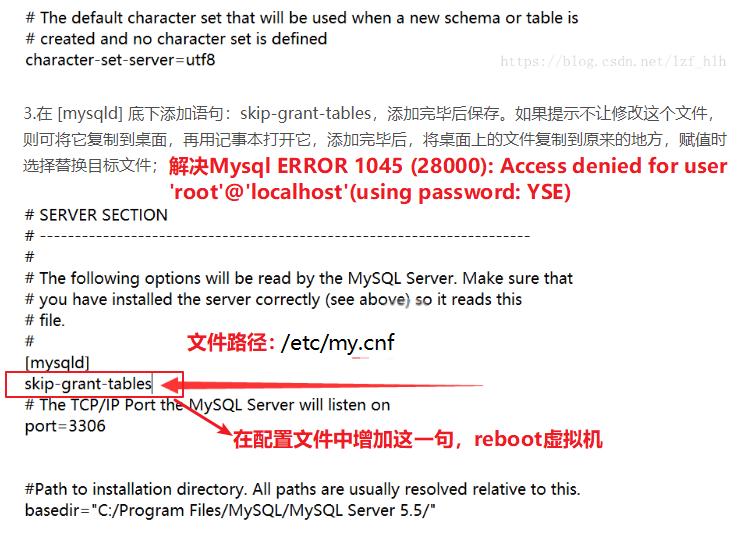 # The default character set that will be used when a new schema or table is
# created and no character set is defined
character-set-server=utf8
https://blog.csdn.net/lzf_hlh
3.在 [mysqld] 底下添加语句：skip-grant-tables，添加完毕后保存。如果提示不让修改这个文件，
则可将它复制到桌面，再用记事本打开它，添加完毕后，将桌面上的文件复制到原来的地方，赋值时
选择替换目标文件；
解决Mysql ERROR 1045 (28000): Access denied for user
'root'@'localhost'(using password: YSE)
# SERVER SECTION
# ----------------------------------------------------------------------
#
# The following options will be read by the MySQL Server. Make sure that
# you have installed the server correctly (see above) so it reads this
# file.
#
文件路径：/etc/my.cnf
[mysqld]
skip-grant-tables
# The TCP/IP Port the MySQL Server will listen on
port=3306
在配置文件中增加这一句，reboot虚拟机
#Path to installation directory. All paths are usually resolved relative to this.
basedir="C:/Program Files/MySQL/MySQL Server 5.5/"